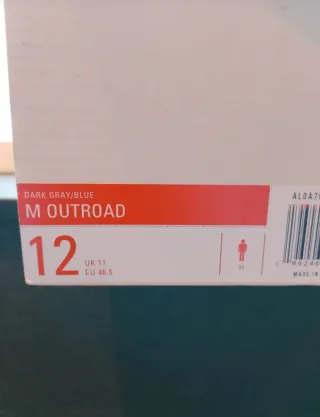 DARK GRAY/BLUE
M OUTROAD
12
UK 11
EU 46.5
MADE IN